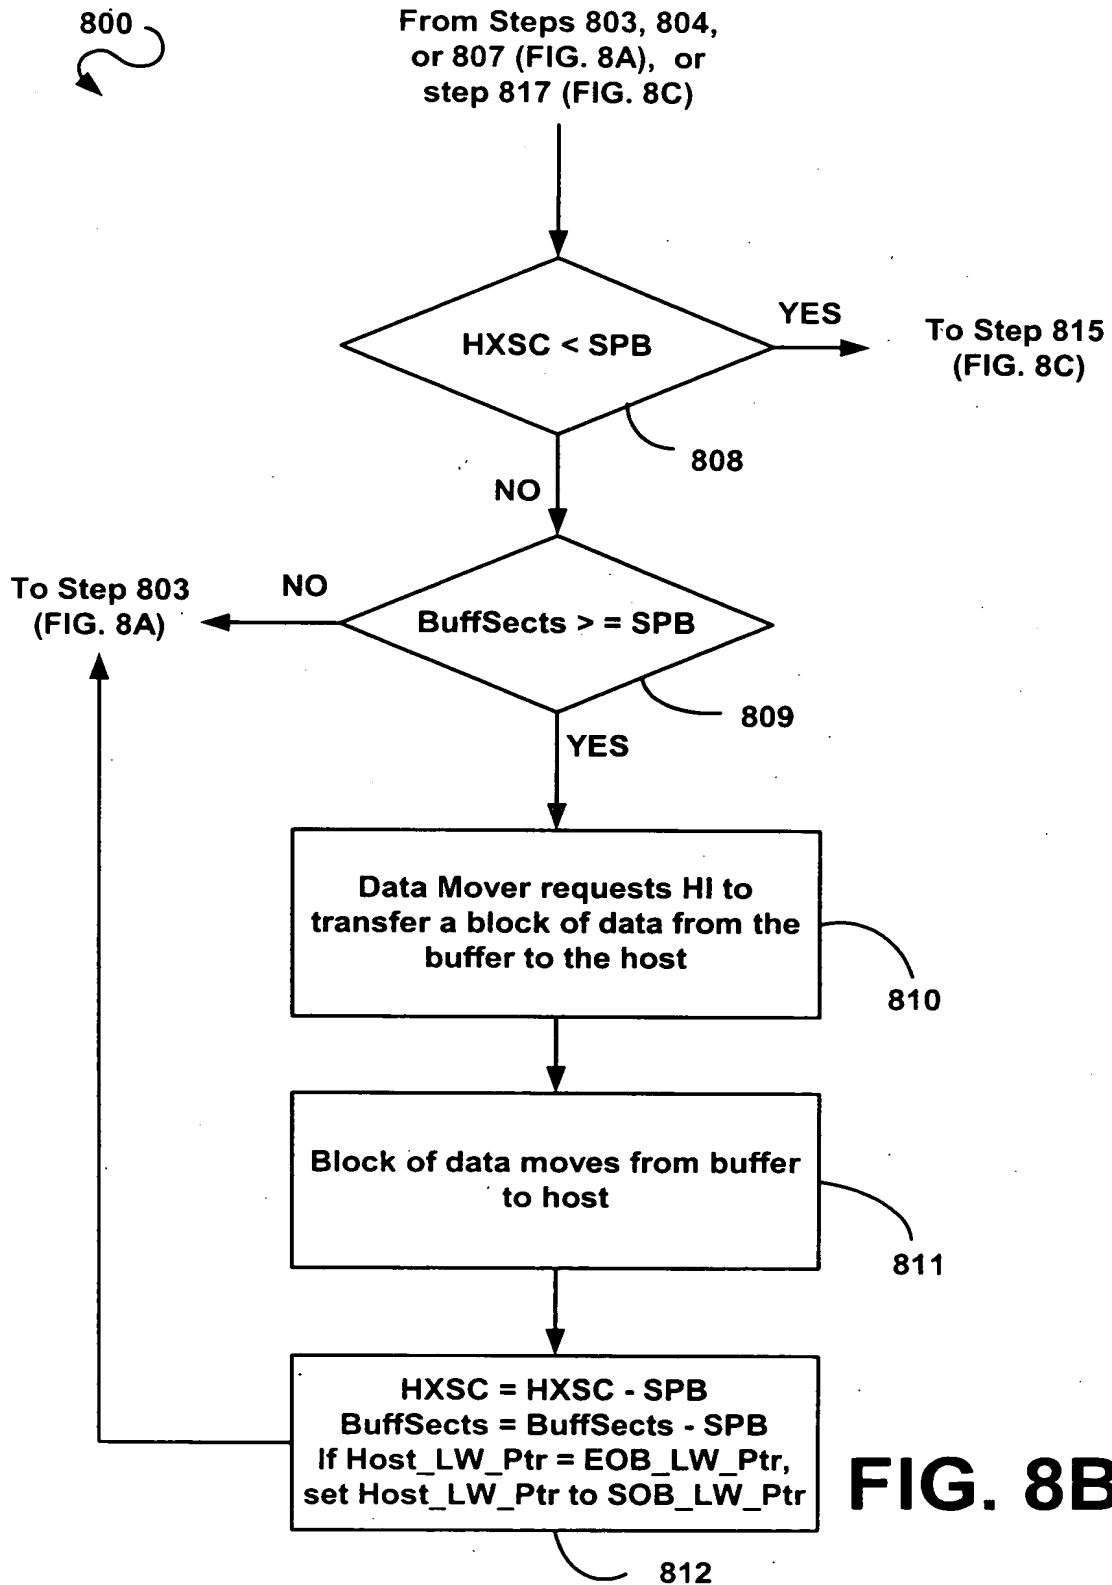 800
From Steps 803, 804,
or 807 (FIG. 8A), or
step 817 (FIG. 8C)
HXSC < SPB
YES
To Step 815
(FIG. 8C)
808
NO
BuffSects > = SPB
NO
To Step 803
(FIG. 8A)
809
YES
Data Mover requests HI to
transfer a block of data from the
buffer to the host
810
Block of data moves from buffer
to host
811
HXSC = HXSC - SPB
BuffSects = BuffSects - SPB
If Host_LW_Ptr = EOB_LW_Ptr,
set Host_LW_Ptr to SOB_LW_Ptr
812
FIG. 8B